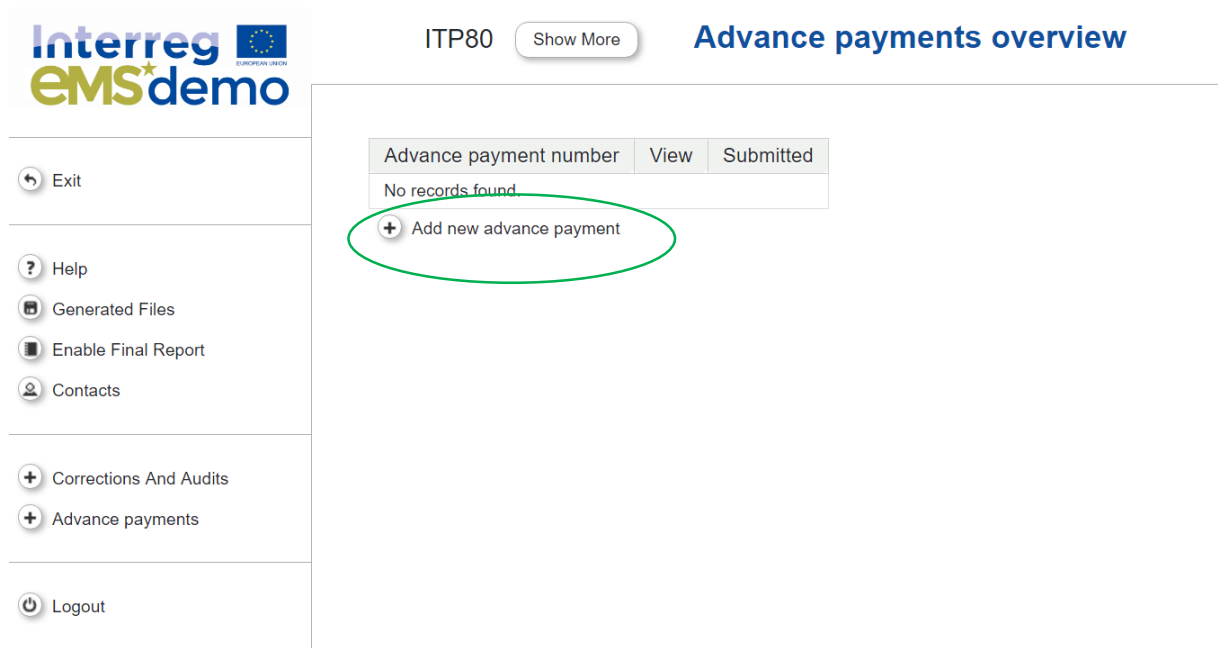 Interreg
EUROPEAN UNION
eMS demo
ITP80 Show More Advance payments overview
Exit
Help
Generated Files
Enable Final Report
Contacts
Corrections And Audits
Advance payments
Logout
Advance payment number View Submitted
No records found.
Add new advance payment